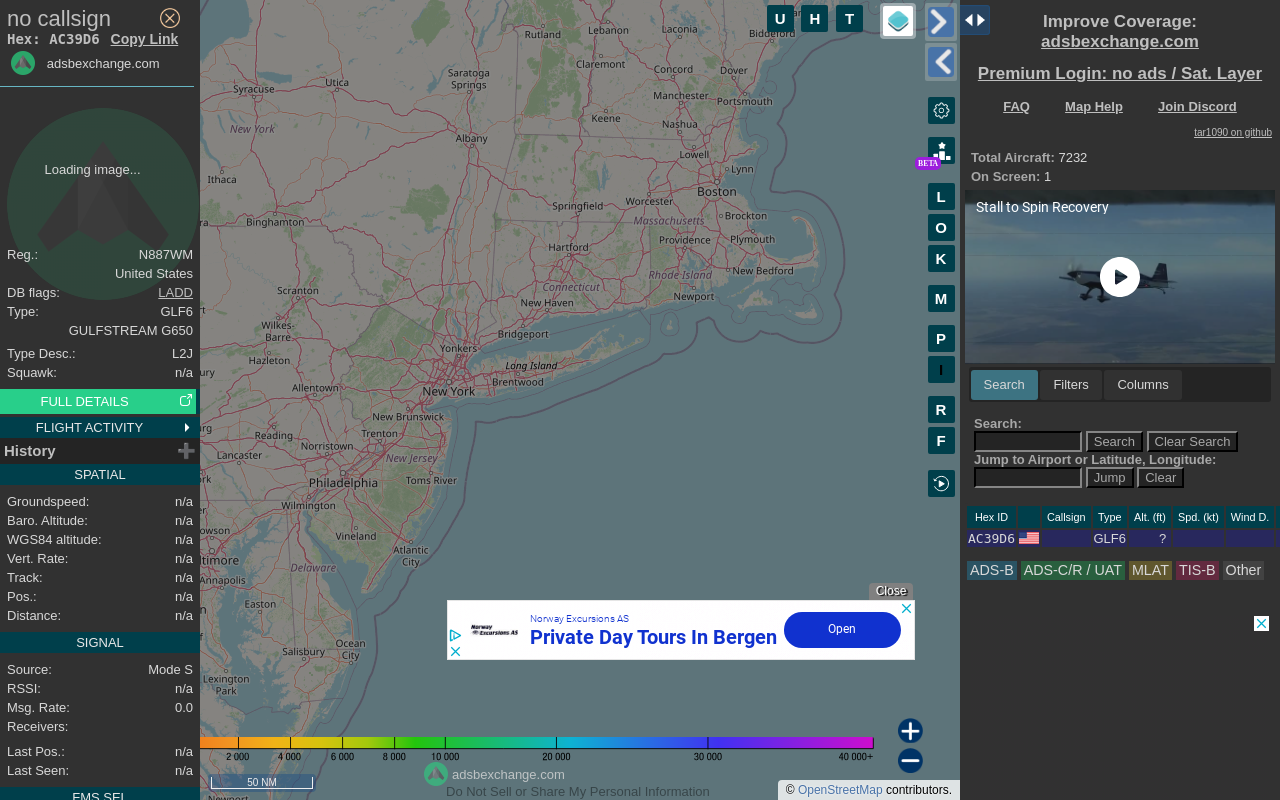 no callsign
Hex: AC39D6 Copy Link
adsbexchange.com
Loading image...
Reg.: N887WM
United States
DB flags: LADD
Type: GLF6
GULFSTREAM G650
Type Desc.: L2J
Squawk: n/a
FULL DETAILS
FLIGHT ACTIVITY
History
SPATIAL
Groundspeed: n/a
Baro. Altitude: n/a
WGS84 altitude: n/a
Vert. Rate: n/a
Track: n/a
Pos.: n/a
Distance: n/a
SIGNAL
Source: Mode S
RSSI: n/a
Msg. Rate: 0.0
Receivers:
Last Pos.: n/a
Last Seen: n/a
FMS SEL
U H T
BETA
L
O
K
M
P
I
R
F
Rutland
Lebanon
Laconia
Biddeford
Claremont
Concord
Dover
Saratoga
Springs
Utica
Syracuse
Manchester
Portsmouth
Keene
Nashua
New York
Albany
Lowell
Lynn
Ithaca
Boston
Worcester
Springfield
Massachusetts
Brockton
Binghamton
Hartford
Providence
Plymouth
Rhode Island
New Bedford
Connecticut
Newport
Scranton
New Haven
Wilkes-
Barre
Bridgeport
Hazleton
Yonkers
Long Island
Allentown
New York
Brentwood
New Brunswick
Reading
Trenton
Norristown
Lancaster
New Jersey
Philadelphia
Toms River
Wilmington
Vineland
Atlantic
City
Annapolis
Delaware
Easton
Ocean
City
Salisbury
Lexington
Park
Newport
Close
Norway Excursions AS
Norway
Excursions AS
Private Day Tours In Bergen
Open
2 000 4 000 6 000 8 000 10 000 20 000 30 000 40 000+
50 NM
adsbexchange.com
Do Not Sell or Share My Personal Information
© OpenStreetMap contributors.
Improve Coverage:
adsbexchange.com
Premium Login: no ads / Sat. Layer
FAQ Map Help Join Discord
tar1090 on github
Total Aircraft: 7232
On Screen: 1
Stall to Spin Recovery
Search Filters Columns
Search:
Search Clear Search
Jump to Airport or Latitude, Longitude:
Jump Clear
Hex ID Callsign Type Alt. (ft) Spd. (kt) Wind D.
AC39D6 GLF6 ?
ADS-B ADS-C/R / UAT MLAT TIS-B Other